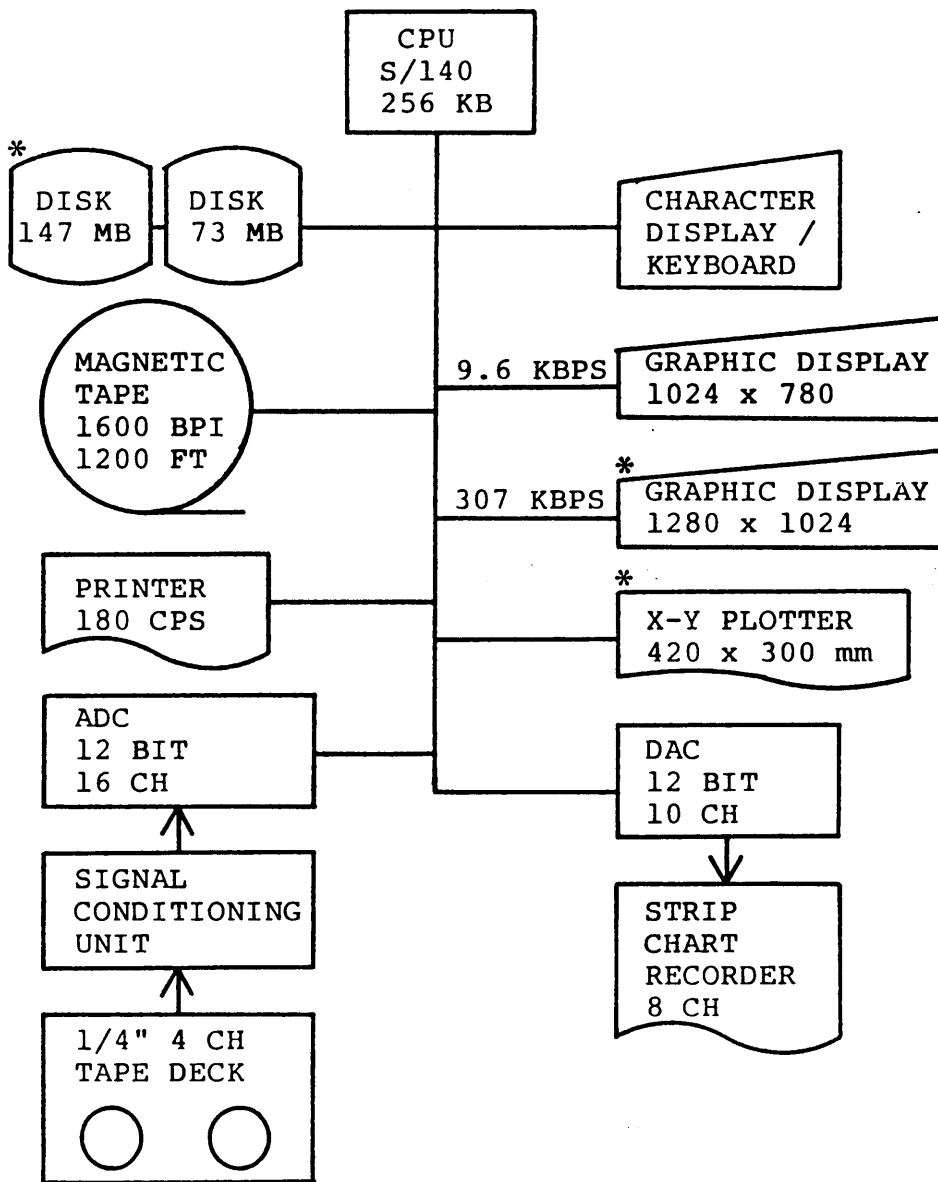 CPU
S/140
256 KB
*
DISK
147 MB
DISK
73 MB
CHARACTER
DISPLAY /
KEYBOARD
MAGNETIC
TAPE
1600 BPI
1200 FT
9.6 KBPS
GRAPHIC DISPLAY
1024 x 780
307 KBPS
*
GRAPHIC DISPLAY
1280 x 1024
PRINTER
180 CPS
*
X-Y PLOTTER
420 x 300 mm
ADC
12 BIT
16 CH
DAC
12 BIT
10 CH
SIGNAL
CONDITIONING
UNIT
STRIP
CHART
RECORDER
8 CH
1/4" 4 CH
TAPE DECK